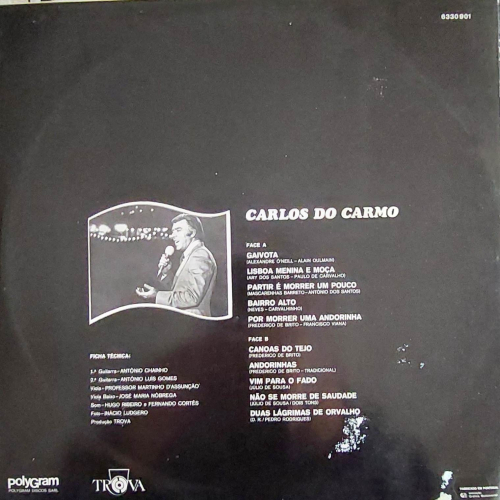 6330 901
CARLOS DO CARMO
FACE A
GAIVOTA
(ALEXANDRE O'NEILL - ALAIN OULMAIN)
LISBOA MENINA E MOÇA
(ARY DOS SANTOS - PAULO DE CARVALHO)
PARTIR É MORRER UM POUCO
(MASCARENHAS BARRETO - ANTÓNIO DOS SANTOS)
BAIRRO ALTO
(NEVES - CARVALHINHO)
POR MORRER UMA ANDORINHA
(FREDERICO DE BRITO - FRANCISCO VIANA)
FACE B
CANOAS DO TEJO
(FREDERICO DE BRITO)
ANDORINHAS
(FREDERICO DE BRITO - TRADICIONAL)
VIM PARA O FADO
(JÚLIO DE SOUSA)
NÃO SE MORRE DE SAUDADE
(JÚLIO DE SOUSA/
DUAS LÁGRIMAS DE ORVALHO
(D. R./PEDRO RODRIGUES)
FICHA TÉCNICA:
1.ª Guitarra - ANTÓNIO CHAINHO
2.ª Guitarra - ANTÓNIO LUIS GOMES
Viola - PROFESSOR MARTINHO D'ASSUNÇÃO
Viola Baixo - JOSÉ MARIA NÓBREGA
Som - HUGO RIBEIRO e FERNANDO CORTÊS
Foto - INÁCIO LUDGERO
Produção TROVA
polyGram
POLYGRAM DISCOS SARL
TROVA